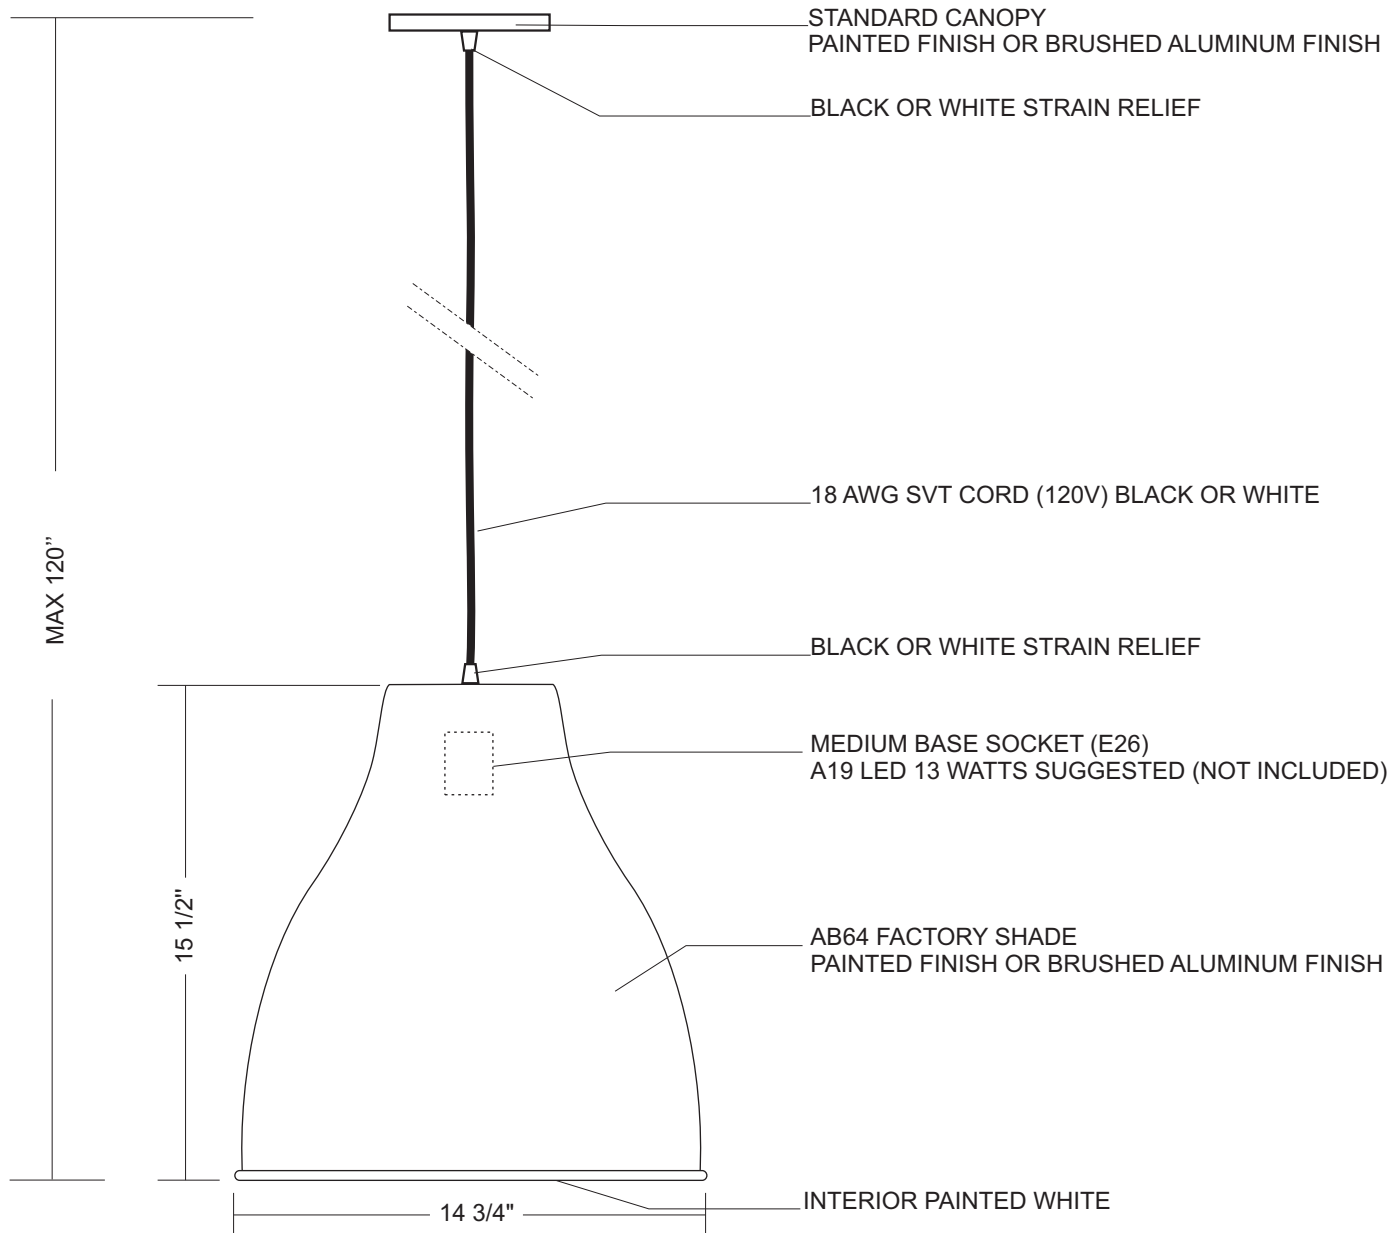 STANDARD CANOPY
PAINTED FINISH OR BRUSHED ALUMINUM FINISH
BLACK OR WHITE STRAIN RELIEF
18 AWG SVT CORD (120V) BLACK OR WHITE
MAX 120”
BLACK OR WHITE STRAIN RELIEF
MEDIUM BASE SOCKET (E26)
A19 LED 13 WATTS SUGGESTED (NOT INCLUDED)
15 1/2"
AB64 FACTORY SHADE
PAINTED FINISH OR BRUSHED ALUMINUM FINISH
INTERIOR PAINTED WHITE
14 3/4"